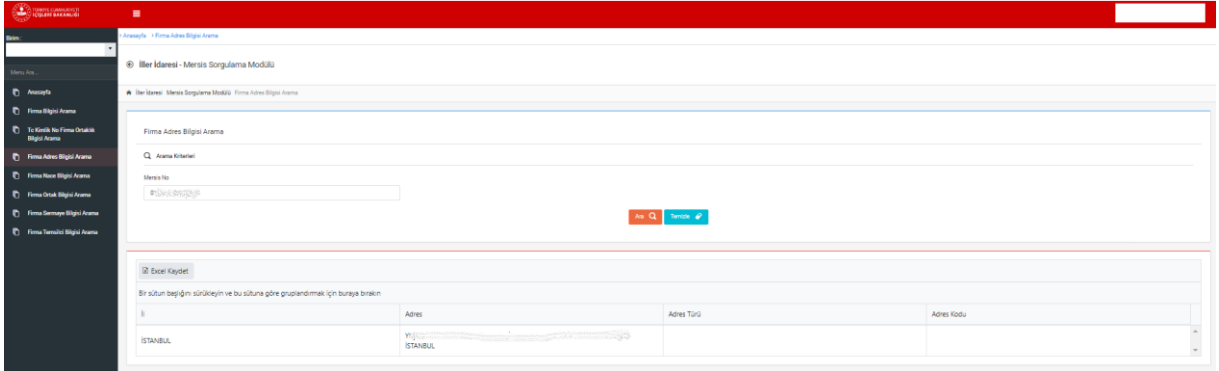 TÜRKİYE CUMHURİYETİ
İÇİŞLERİ BAKANLIĞI
Birim :
Menu Ara...
Anasayfa
Firma Bilgisi Arama
Tc Kimlik No Firma Ortaklık
Bilgisi Arama
Firma Adres Bilgisi Arama
Firma Nace Bilgisi Arama
Firma Ortak Bilgisi Arama
Firma Sermaye Bilgisi Arama
Firma Temsilci Bilgisi Arama
Anasayfa Firma Adres Bilgisi Arama
İller İdaresi - Mersis Sorgulama Modülü
İller İdaresi Mersis Sorgulama Modülü Firma Adres Bilgisi Arama
Firma Adres Bilgisi Arama
Arama Kriterleri
Mersis No
Ara
Temizle
Excel Kaydet
Bir sütun başlığını sürükleyin ve bu sütuna göre gruplandırmak için buraya bırakın
İl Adres Adres Türü Adres Kodu
İSTANBUL
İSTANBUL